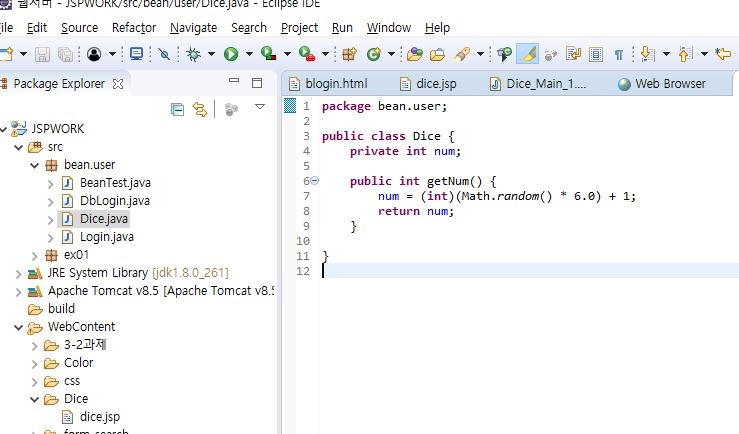 웹서버 - JSPWORK/src/bean/user/Dice.java - Eclipse IDE
File Edit Source Refactor Navigate Search Project Run Window Help
Package Explorer
blogin.html
dice.jsp
Dice_Main_1....
Web Browser
JSPWORK
src
bean.user
BeanTest.java
DbLogin.java
Dice.java
Login.java
ex01
JRE System Library [jdk1.8.0_261]
Apache Tomcat v8.5 [Apache Tomcat v8.5
build
WebContent
3-2과제
Color
css
Dice
dice.jsp
form-search
1 package bean.user;
2
3 public class Dice {
4 private int num;
5
6 public int getNum() {
7 num = (int)(Math.random() * 6.0) + 1;
8 return num;
9 }
10
11 }
12